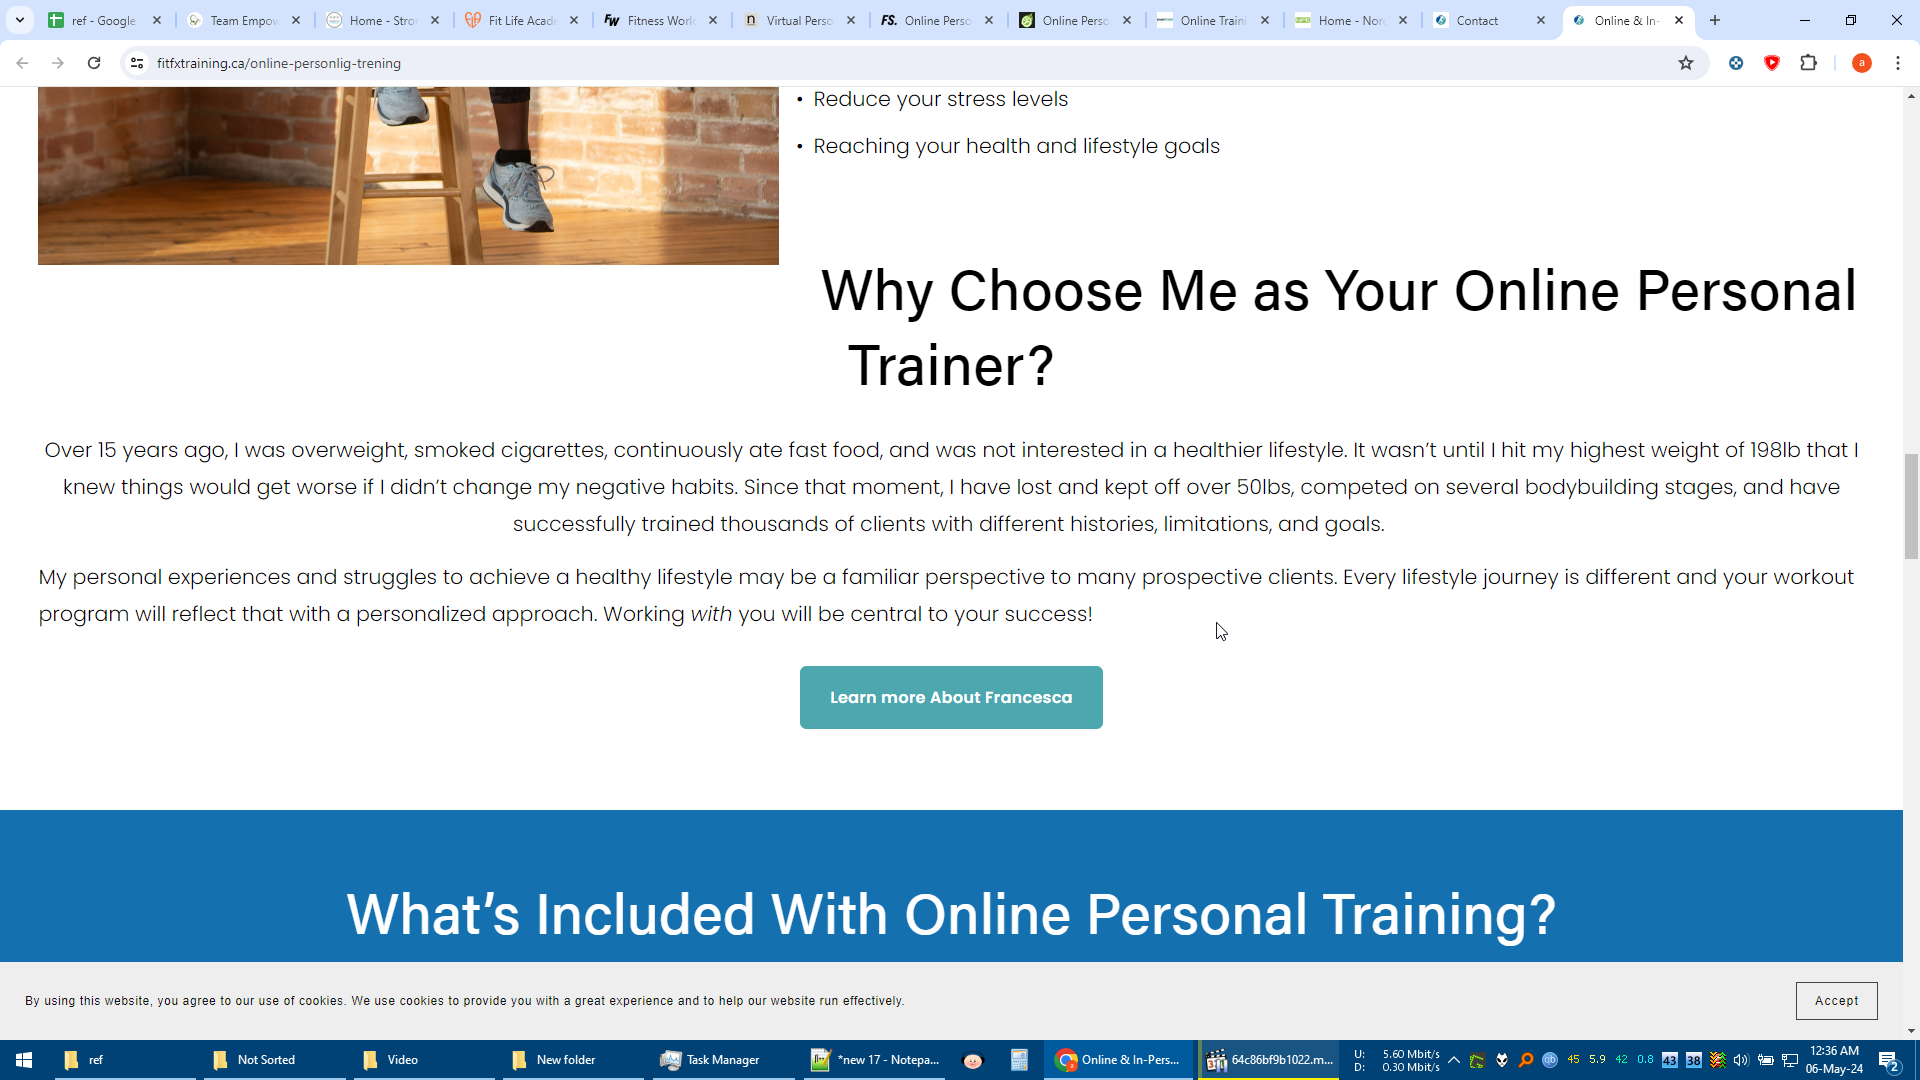 ref - Google
Team Empow
Home - Stro
Fit Life Acad
Fitness Work
Virtual Perso
Online Perso
Online Perso
Online Traini
Home - Nor
Contact
Online & In-
fitfxtraining.ca/online-personlig-trening
• Reduce your stress levels
• Reaching your health and lifestyle goals
Why Choose Me as Your Online Personal
Trainer?
Over 15 years ago, I was overweight, smoked cigarettes, continuously ate fast food, and was not interested in a healthier lifestyle. It wasn’t until I hit my highest weight of 198lb that I
knew things would get worse if I didn’t change my negative habits. Since that moment, I have lost and kept off over 50lbs, competed on several bodybuilding stages, and have
successfully trained thousands of clients with different histories, limitations, and goals.
My personal experiences and struggles to achieve a healthy lifestyle may be a familiar perspective to many prospective clients. Every lifestyle journey is different and your workout
program will reflect that with a personalized approach. Working with you will be central to your success!
Learn more About Francesca
What’s Included With Online Personal Training?
By using this website, you agree to our use of cookies. We use cookies to provide you with a great experience and to help our website run effectively.
Accept
ref
Not Sorted
Video
New folder
Task Manager
*new 17 - Notepa...
Online & In-Pers...
64c86bf9b1022.m...
U: 5.60 Mbit/s
D: 0.30 Mbit/s
45 5.9 42 0.8 43 38
12:36 AM
06-May-24
2